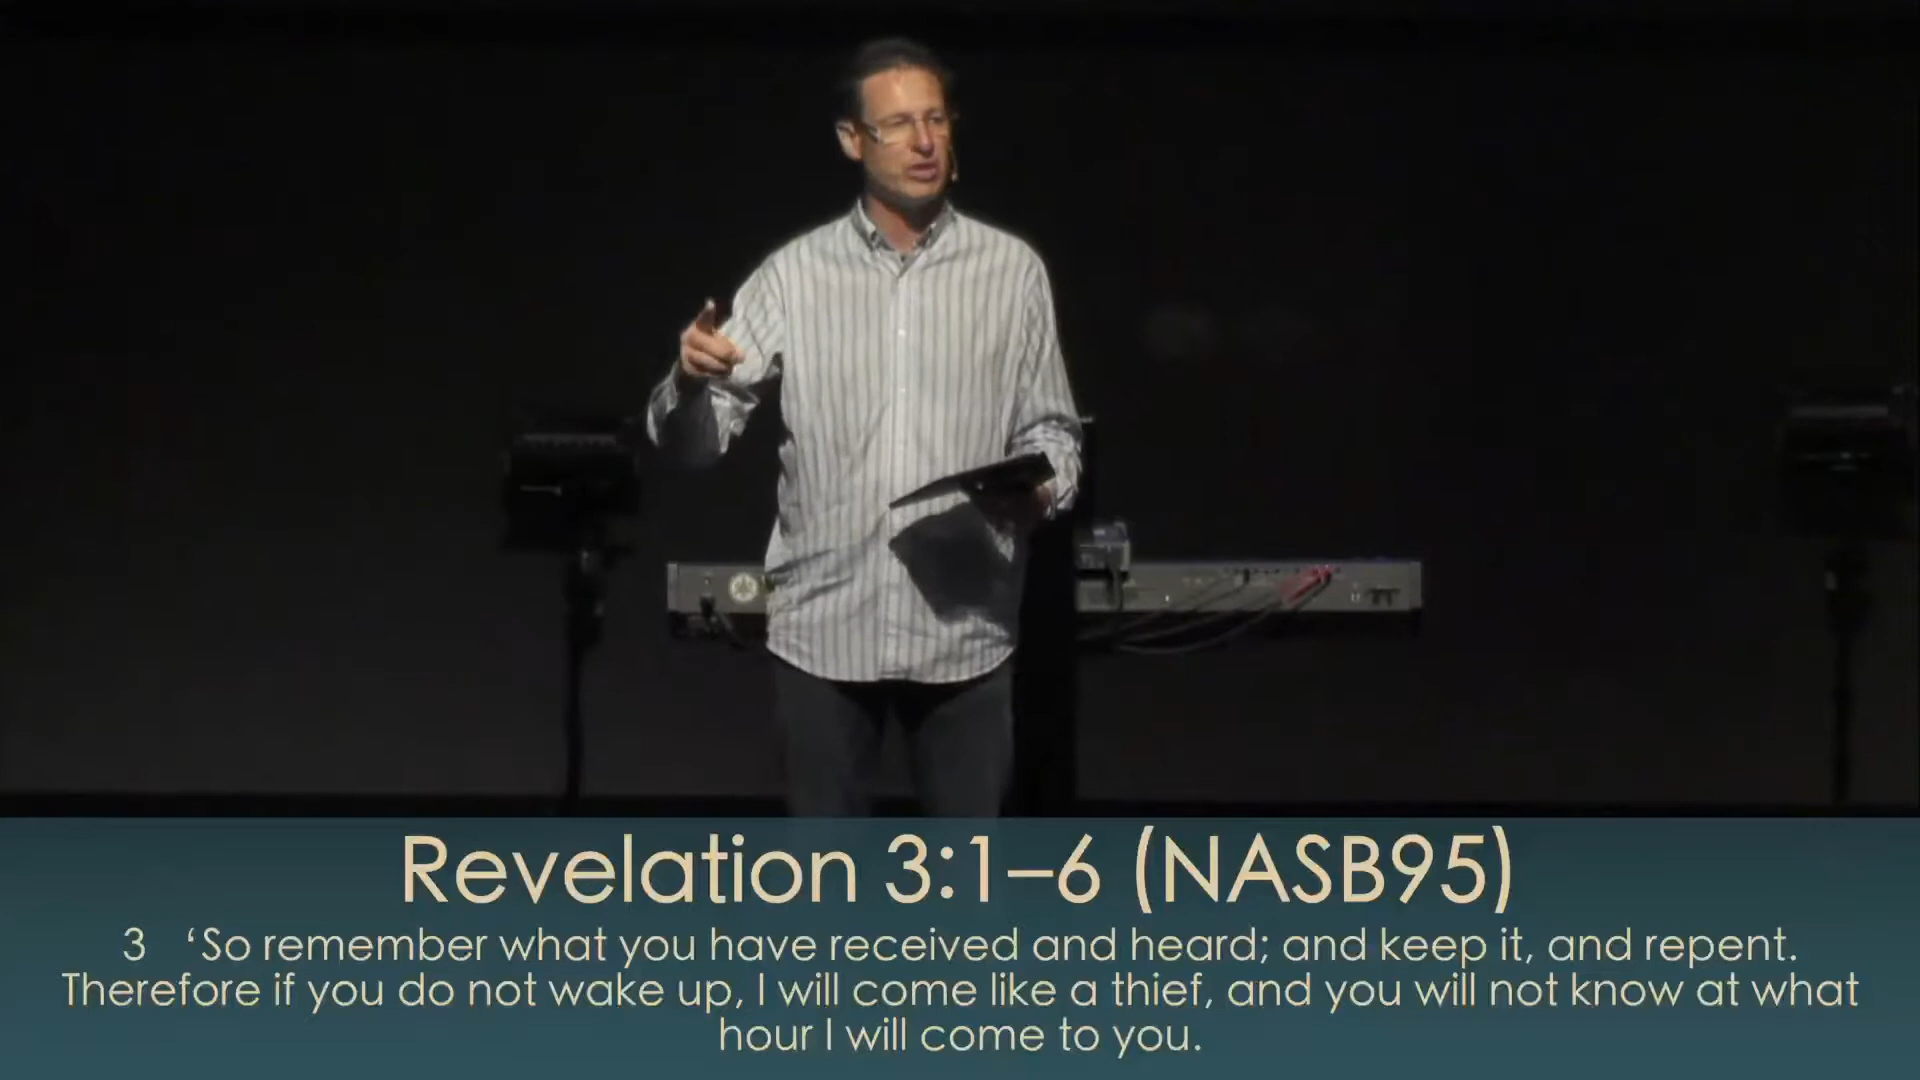 Revelation 3:1–6 (NASB95)
3 ‘So remember what you have received and heard; and keep it, and repent.
Therefore if you do not wake up, I will come like a thief, and you will not know at what
hour I will come to you.